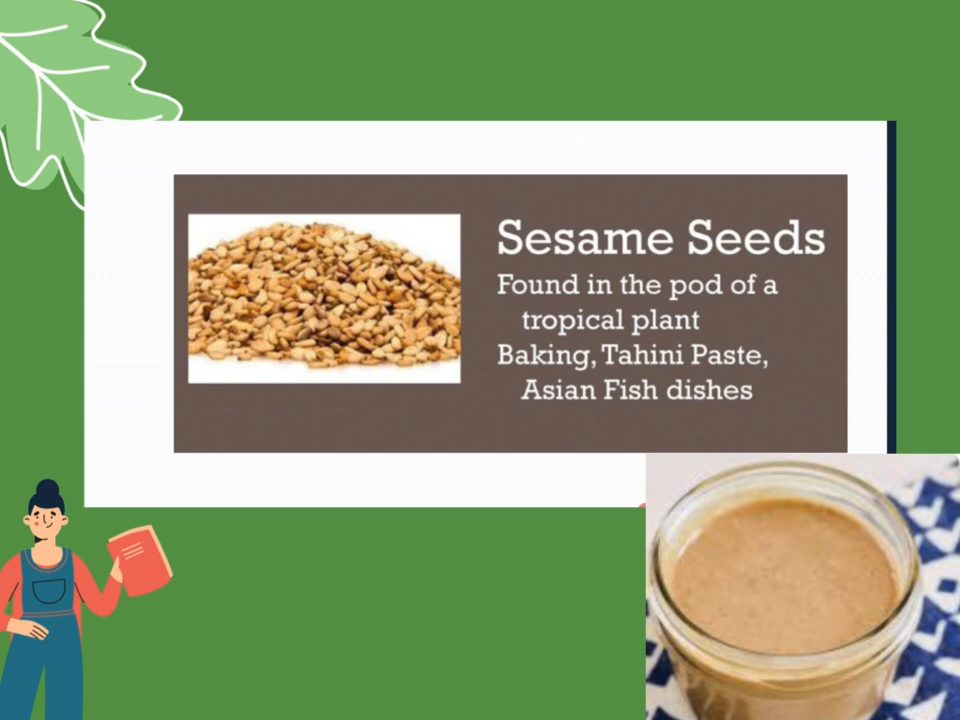 Sesame Seeds
Found in the pod of a
tropical plant
Baking, Tahini Paste,
Asian Fish dishes